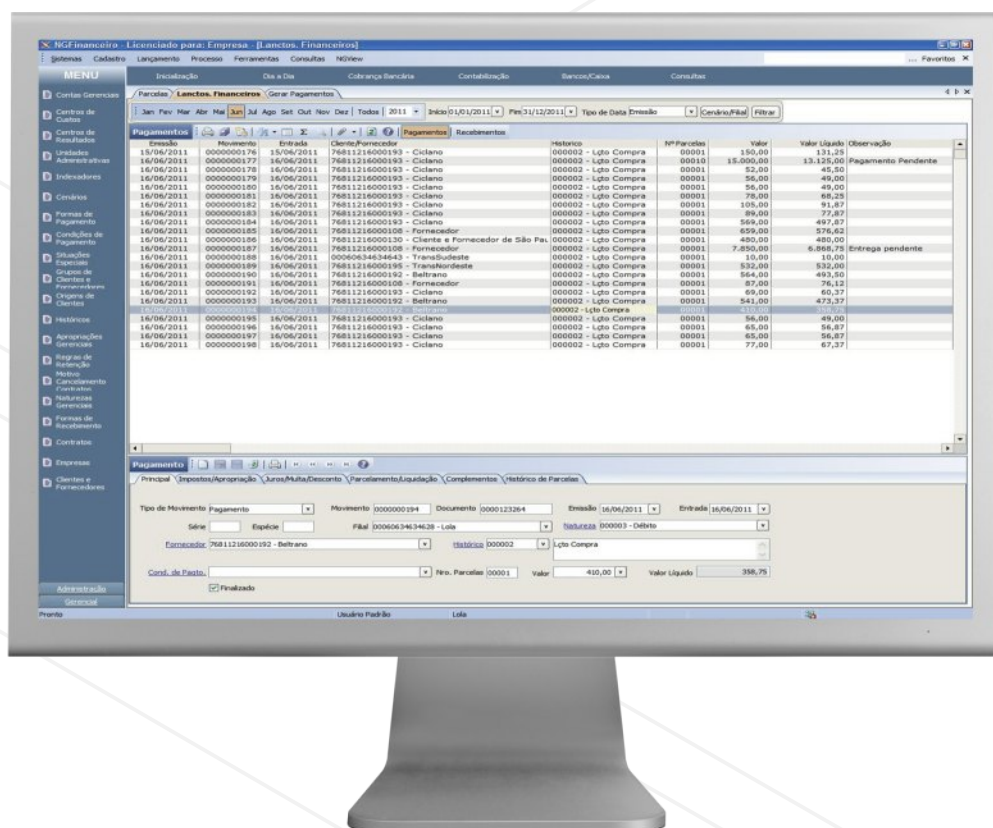 NGFinanceiro - Licenciado para: Empresa - [Lanctos. Financeiros]
Sistemas Cadastro Lançamento Processo Ferramentas Consultas NGView ... Favoritos X
MENU Inicialização Dia a Dia Cobrança Bancária Contabilização Bancos/Caixa Consultas
Contas Gerenciais
Centros de
Custos
Centros de
Resultados
Unidades
Administrativas
Indexadores
Cenários
Formas de
Pagamento
Condições de
Pagamento
Situações
Especiais
Grupos de
Clientes e
Fornecedores
Origens de
Clientes
Históricos
Apropriações
Gerenciais
Regras de
Retenção
Motivo
Cancelamento
Contratos
Naturezas
Gerenciais
Formas de
Recebimento
Contratos
Empresas
Clientes e
Fornecedores
Administração
Gerencial
Parcelas Lanctos. Financeiros Gerar Pagamentos
Jan Fev Mar Abr Mai Jun Jul Ago Set Out Nov Dez Todos 2011 Início 01/01/2011 Fim 31/12/2011 Tipo de Data Emissão Cenário/Filial Filtrar
Pagamentos Pagamentos Recebimentos
Emissão Movimento Entrada Cliente/Fornecedor Historico NºParcelas Valor Valor Líquido Observação
15/06/2011 0000000176 15/06/2011 76811216000193 - Ciclano 000002 - Lçto Compra 00001 150,00 131,25
16/06/2011 0000000177 16/06/2011 76811216000193 - Ciclano 000002 - Lçto Compra 00010 15.000,00 13.125,00 Pagamento Pendente
16/06/2011 0000000178 16/06/2011 76811216000193 - Ciclano 000002 - Lçto Compra 00001 52,00 45,50
16/06/2011 0000000179 16/06/2011 76811216000193 - Ciclano 000002 - Lçto Compra 00001 56,00 49,00
16/06/2011 0000000180 16/06/2011 76811216000193 - Ciclano 000002 - Lçto Compra 00001 56,00 49,00
16/06/2011 0000000181 16/06/2011 76811216000193 - Ciclano 000002 - Lçto Compra 00001 78,00 68,25
16/06/2011 0000000182 16/06/2011 76811216000193 - Ciclano 000002 - Lçto Compra 00001 105,00 91,87
16/06/2011 0000000183 16/06/2011 76811216000193 - Ciclano 000002 - Lçto Compra 00001 89,00 77,87
16/06/2011 0000000184 16/06/2011 76811216000193 - Ciclano 000002 - Lçto Compra 00001 569,00 497,87
16/06/2011 0000000185 16/06/2011 76811216000108 - Fornecedor 000002 - Lçto Compra 00001 659,00 576,62
16/06/2011 0000000186 16/06/2011 76811216000130 - Cliente e Fornecedor de São Pau 000002 - Lçto Compra 00001 480,00 480,00
16/06/2011 0000000187 16/06/2011 76811216000108 - Fornecedor 000002 - Lçto Compra 00001 7.850,00 6.868,75 Entrega pendente
16/06/2011 0000000188 16/06/2011 00060634634643 - TransSudeste 000002 - Lçto Compra 00001 10,00 10,00
16/06/2011 0000000189 16/06/2011 76811216000195 - TransNordeste 000002 - Lçto Compra 00001 532,00 532,00
16/06/2011 0000000190 16/06/2011 76811216000192 - Beltrano 000002 - Lçto Compra 00001 564,00 493,50
16/06/2011 0000000191 16/06/2011 76811216000108 - Fornecedor 000002 - Lçto Compra 00001 87,00 76,12
16/06/2011 0000000192 16/06/2011 76811216000193 - Ciclano 000002 - Lçto Compra 00001 69,00 60,37
16/06/2011 0000000193 16/06/2011 76811216000192 - Beltrano 000002 - Lçto Compra 00001 541,00 473,37
16/06/2011 0000000194 16/06/2011 76811216000192 - Beltrano 000002 - Lçto Compra 00001 410,00 358,75
16/06/2011 0000000195 16/06/2011 76811216000193 - Ciclano 000002 - Lçto Compra 00001 56,00 49,00
16/06/2011 0000000196 16/06/2011 76811216000193 - Ciclano 000002 - Lçto Compra 00001 65,00 56,87
16/06/2011 0000000197 16/06/2011 76811216000193 - Ciclano 000002 - Lçto Compra 00001 65,00 56,87
16/06/2011 0000000198 16/06/2011 76811216000193 - Ciclano 000002 - Lçto Compra 00001 77,00 67,37
Pagamento
Principal Impostos/Apropriação Juros/Multa/Desconto Parcelamento/Liquidação Complementos Histórico de Parcelas
Tipo de Movimento Pagamento Movimento 0000000194 Documento 0000123264 Emissão 16/06/2011 Entrada 16/06/2011
Série Espécie Filial 00060634634628 - Lola Natureza 000003 - Débito
Fornecedor 76811216000192 - Beltrano Histórico 000002 Lçto Compra
Cond. de Pagto. Nro. Parcelas 00001 Valor 410,00 Valor Líquido 358,75
Finalizado
Pronto Usuário Padrão Lola